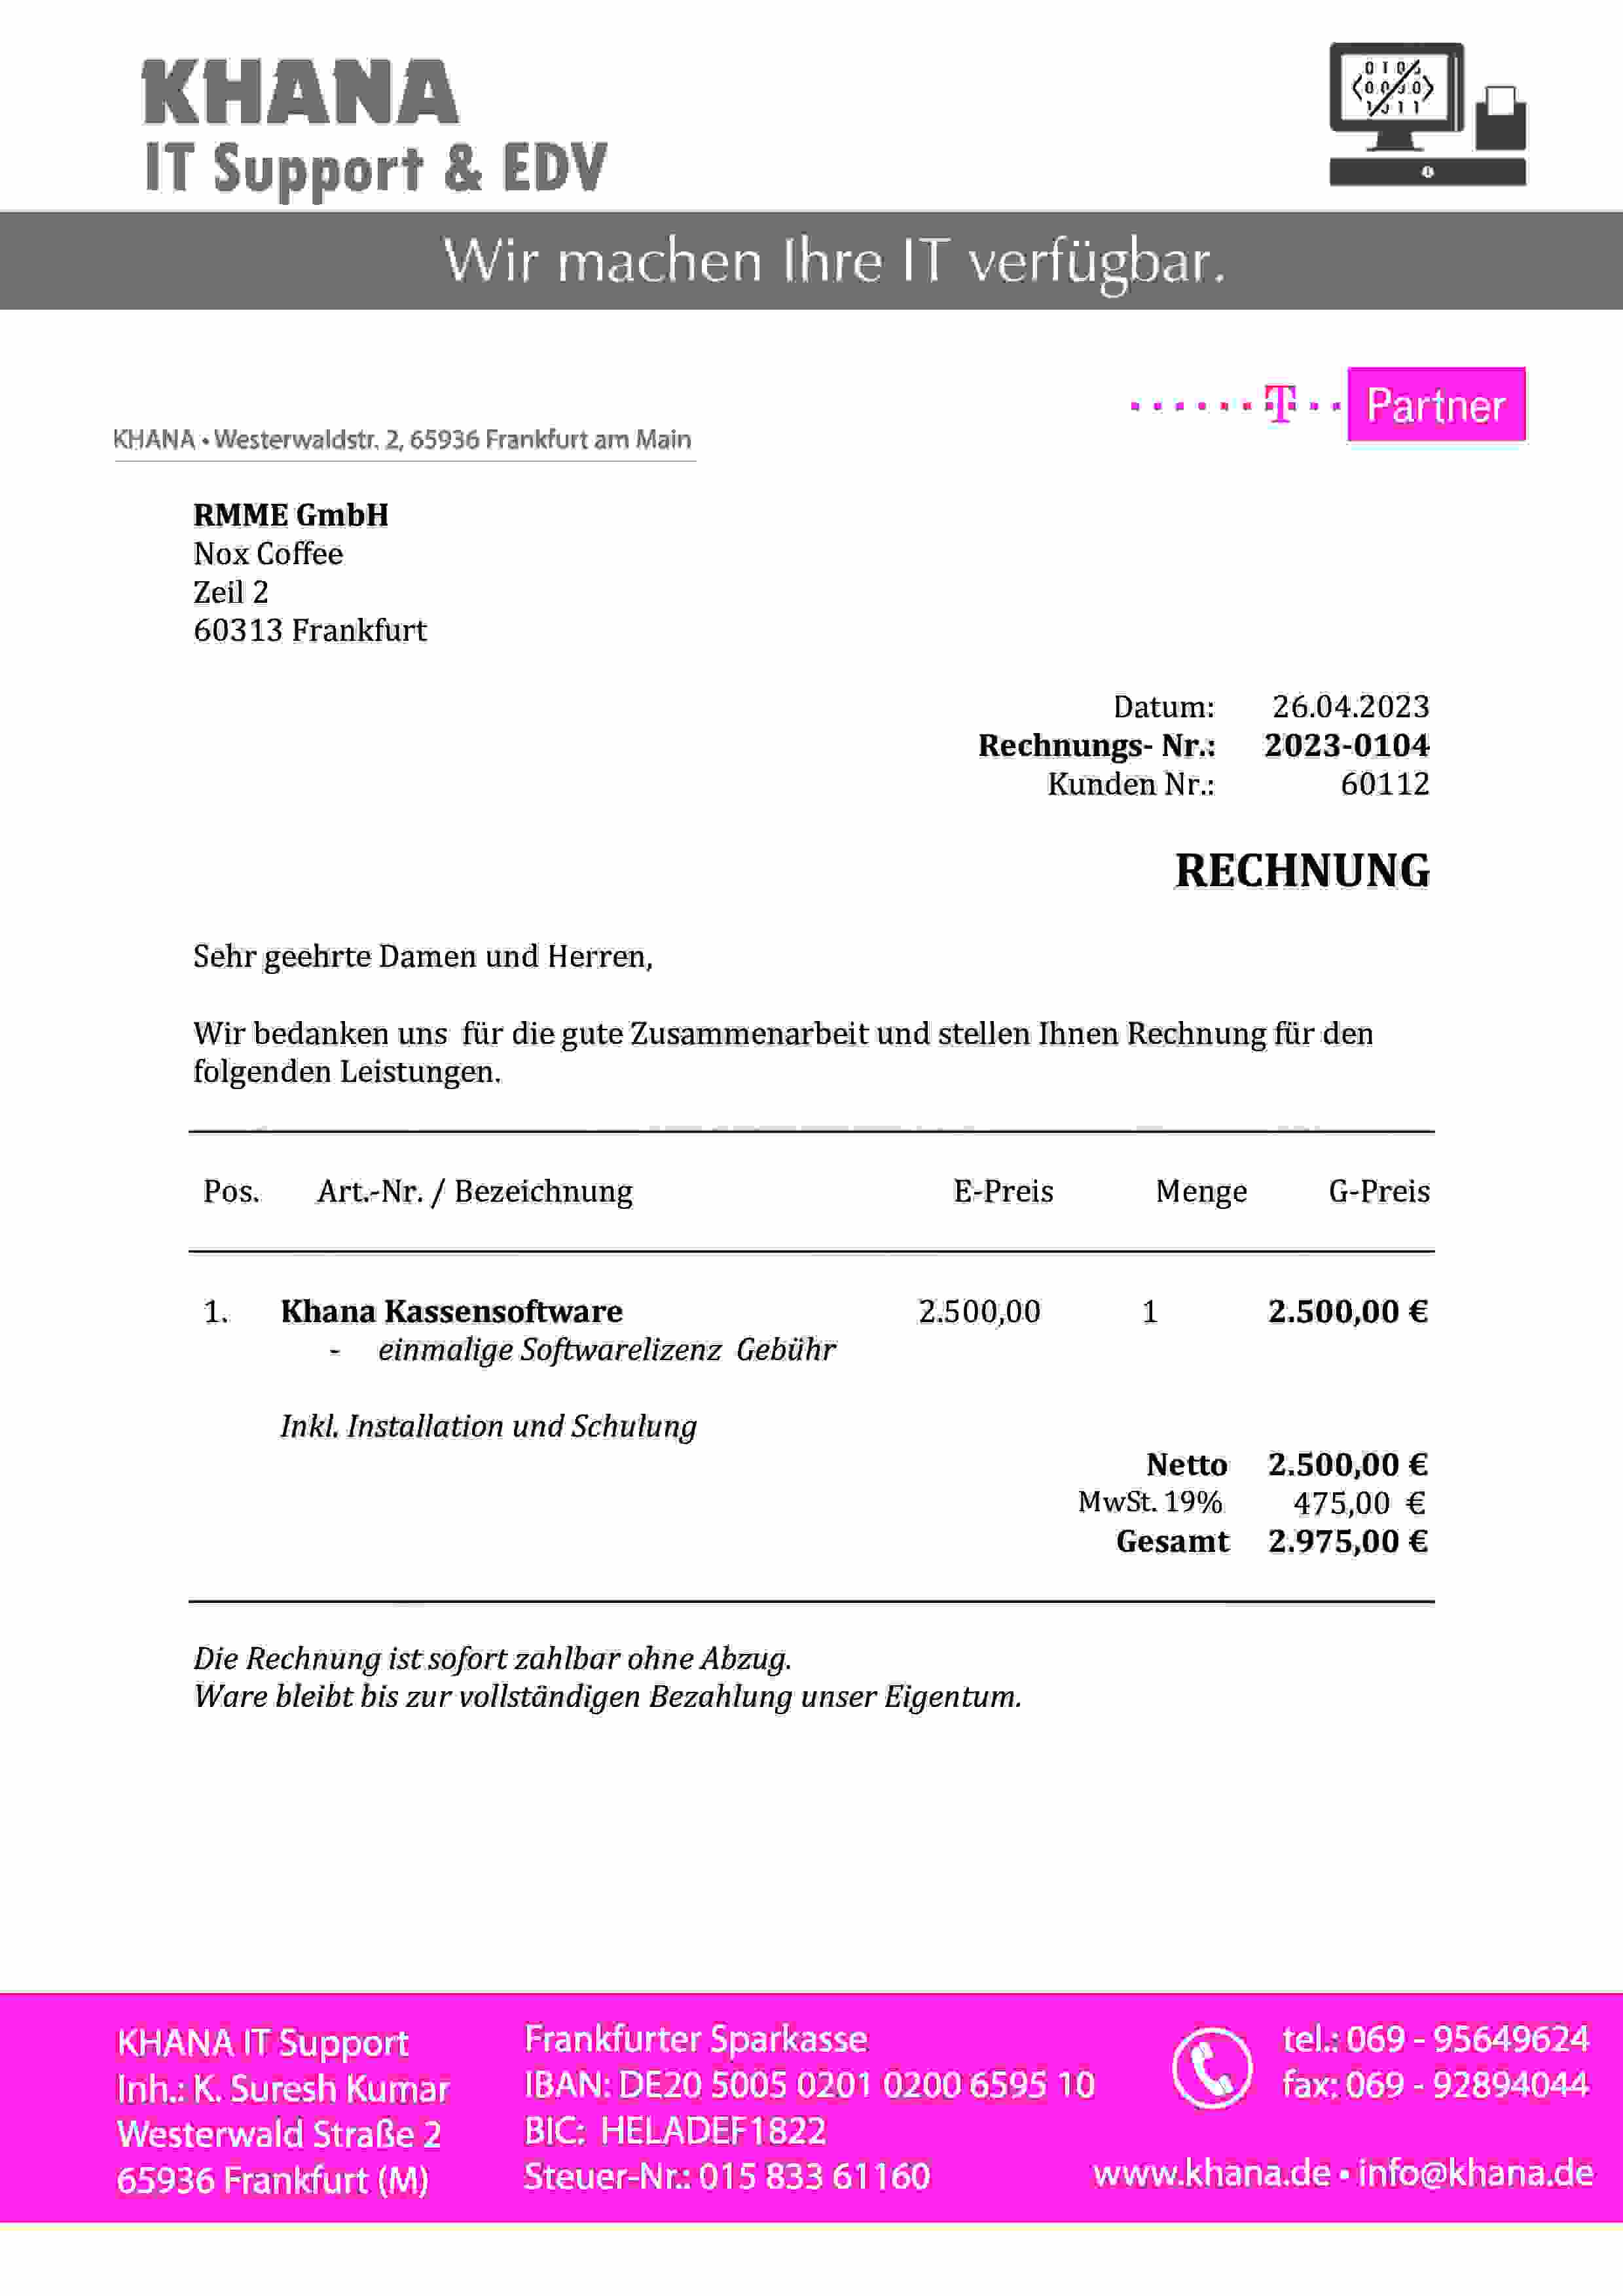 KHANA
IT Support & EDV
Wir machen Ihre IT verfügbar.
T Partner
KHANA • Westerwaldstr. 2, 65936 Frankfurt am Main
RMME GmbH
Nox Coffee
Zeil 2
60313 Frankfurt
Datum: 26.04.2023
Rechnungs- Nr.: 2023-0104
Kunden Nr.: 60112
RECHNUNG
Sehr geehrte Damen und Herren,
Wir bedanken uns für die gute Zusammenarbeit und stellen Ihnen Rechnung für den
folgenden Leistungen.
Pos. Art.-Nr. / Bezeichnung E-Preis Menge G-Preis
1. Khana Kassensoftware 2.500,00 1 2.500,00 €
- einmalige Softwarelizenz Gebühr
Inkl. Installation und Schulung
Netto 2.500,00 €
MwSt. 19% 475,00 €
Gesamt 2.975,00 €
Die Rechnung ist sofort zahlbar ohne Abzug.
Ware bleibt bis zur vollständigen Bezahlung unser Eigentum.
KHANA IT Support
Inh.: K. Suresh Kumar
Westerwald Straße 2
65936 Frankfurt (M)
Frankfurter Sparkasse
IBAN: DE20 5005 0201 0200 6595 10
BIC: HELADEF1822
Steuer-Nr.: 015 833 61160
tel.: 069 - 95649624
fax: 069 - 92894044
www.khana.de • info@khana.de